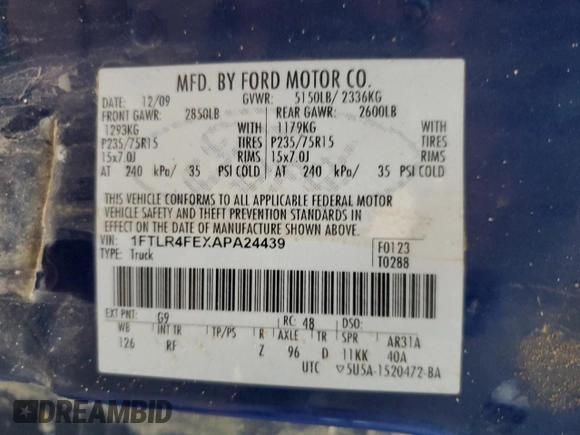 MFD. BY FORD MOTOR CO.
DATE: 12/09 GVWR: 5150LB/ 2336KG
FRONT GAWR: 2850LB REAR GAWR: 2600LB
1293KG WITH 1179KG WITH
P235/75R15 TIRES P235/75R15 TIRES
15x7.0J RIMS 15x7.0J RIMS
AT 240 kPa/ 35 PSI COLD AT 240 kPa/ 35 PSI COLD
THIS VEHICLE CONFORMS TO ALL APPLICABLE FEDERAL MOTOR
VEHICLE SAFETY AND THEFT PREVENTION STANDARDS IN
EFFECT ON THE DATE OF MANUFACTURE SHOWN ABOVE.
VIN: 1FTLR4FEXAPA24439
TYPE: Truck
F0123
T0288
EXT PNT: G9 RC: 48 DSO:
WB INT TR TP/PS R AXLE TR SPR AR31A
126 RF Z 96 D 11KK 40A
UTC ▽5U5A-1520472-BA
DREAMBID